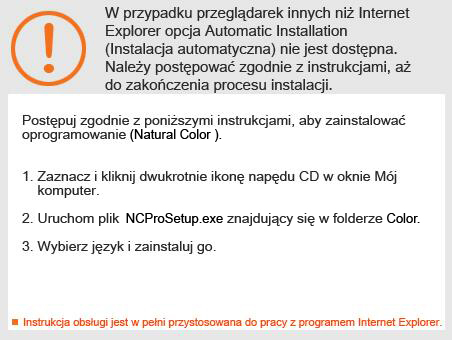 W przypadku przeglądarek innych niż Internet
Explorer opcja Automatic Installation
(Instalacja automatyczna) nie jest dostępna.
Należy postępować zgodnie z instrukcjami, aż
do zakończenia procesu instalacji.
Postępuj zgodnie z poniższymi instrukcjami, aby zainstalować
oprogramowanie (Natural Color ).
1. Zaznacz i kliknij dwukrotnie ikonę napędu CD w oknie Mój
komputer.
2. Uruchom plik NCProSetup.exe znajdujący się w folderze Color.
3. Wybierz język i zainstaluj go.
Instrukcja obsługi jest w pełni przystosowana do pracy z programem Internet Explorer.